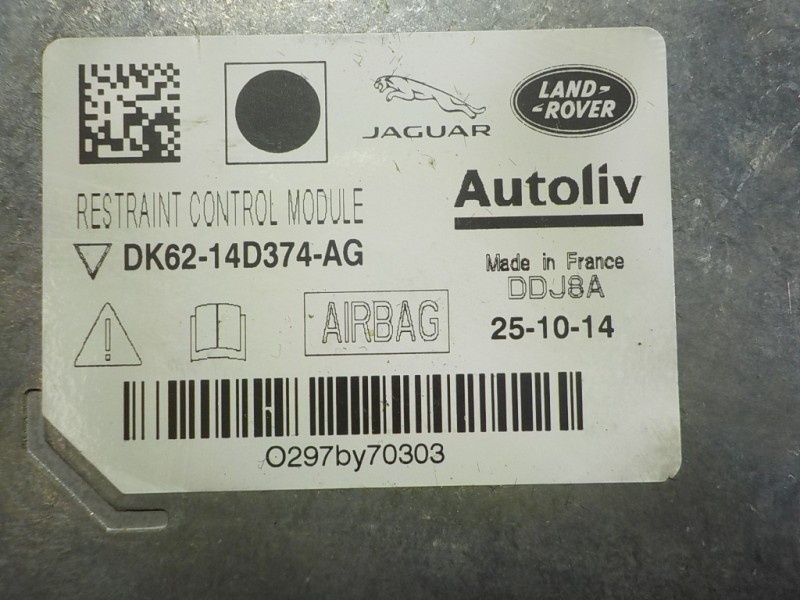 JAGUAR
LAND-
-ROVER
RESTRAINT CONTROL MODULE
Autoliv
DK62-14D374-AG
Made in France
DDJ8A
AIRBAG
25-10-14
O297by70303